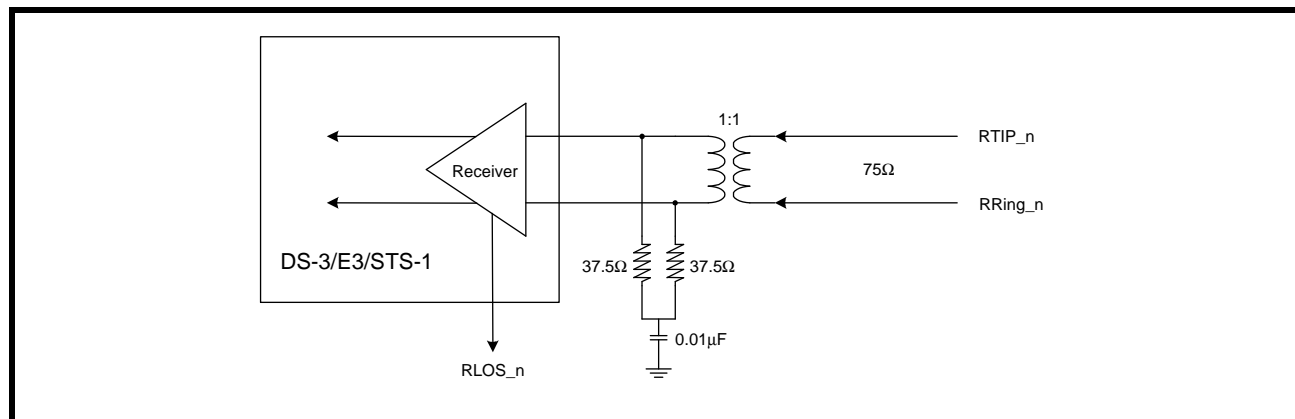 1:1
RTIP_n
Receiver
75Ω
RRing_n
DS-3/E3/STS-1
37.5Ω 37.5Ω
0.01μF
RLOS_n